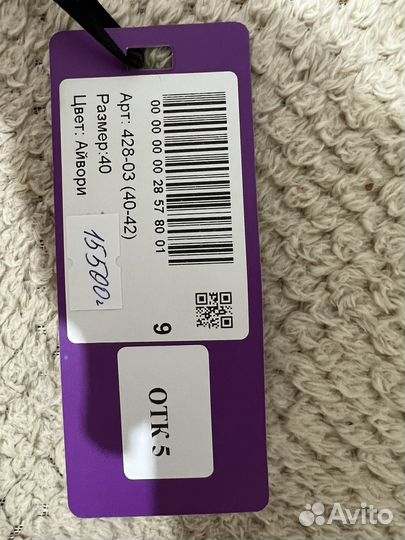 00 00 00 00 28 57 80 01
Арт: 428-03 (40-42)
Размер:40
Цвет: Айвори
15500
9
ОТК 5
Avito